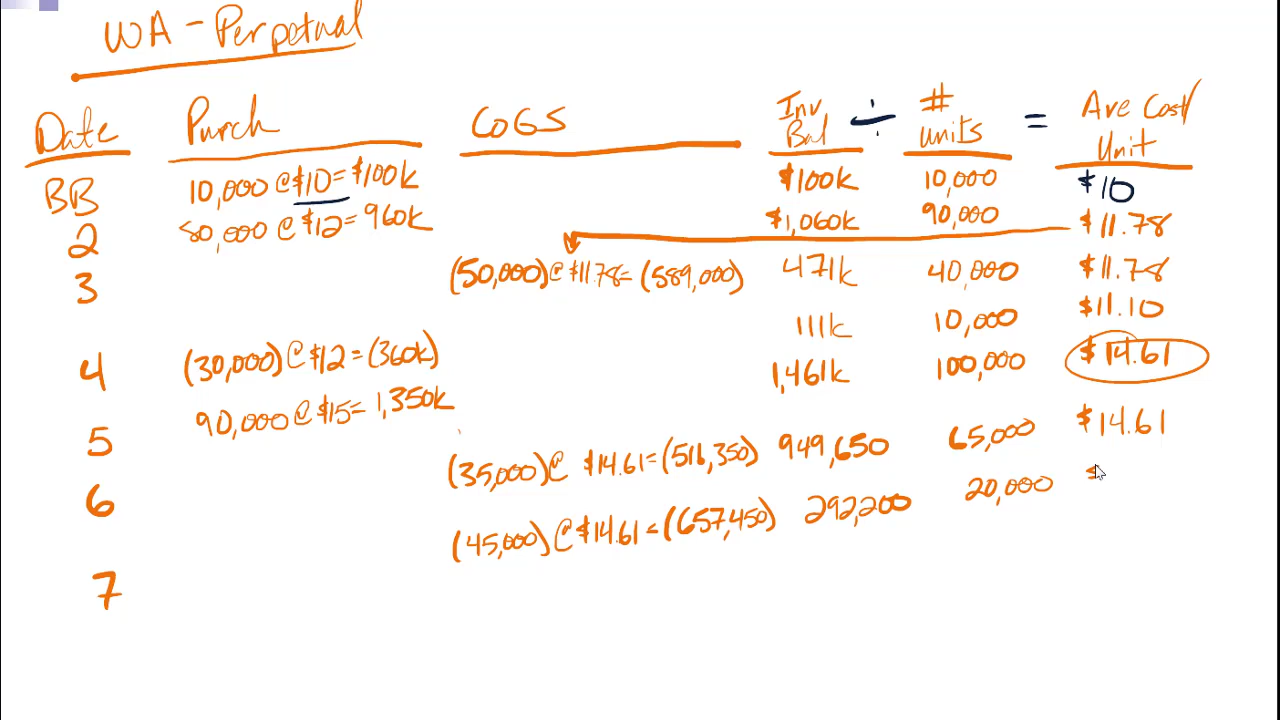 WA - Perpetual
Date Purch COGS Inv Bal ÷ # units = Ave Cost/Unit
BB 10,000 @ $10 = $100k $100k 10,000 $10
2 80,000 @ $12 = 960k $1,060k 90,000 $11.78
3 (50,000) @ $11.78 = (589,000) 471k 40,000 $11.78
4 (30,000) @ $12 = (360k) 111k 10,000 $11.10
5 90,000 @ $15 = 1,350k 1,461k 100,000 $14.61
6 (35,000) @ $14.61 = (516,350) 949,650 65,000 $14.61
7 (45,000) @ $14.61 = (657,450) 292,200 20,000 $